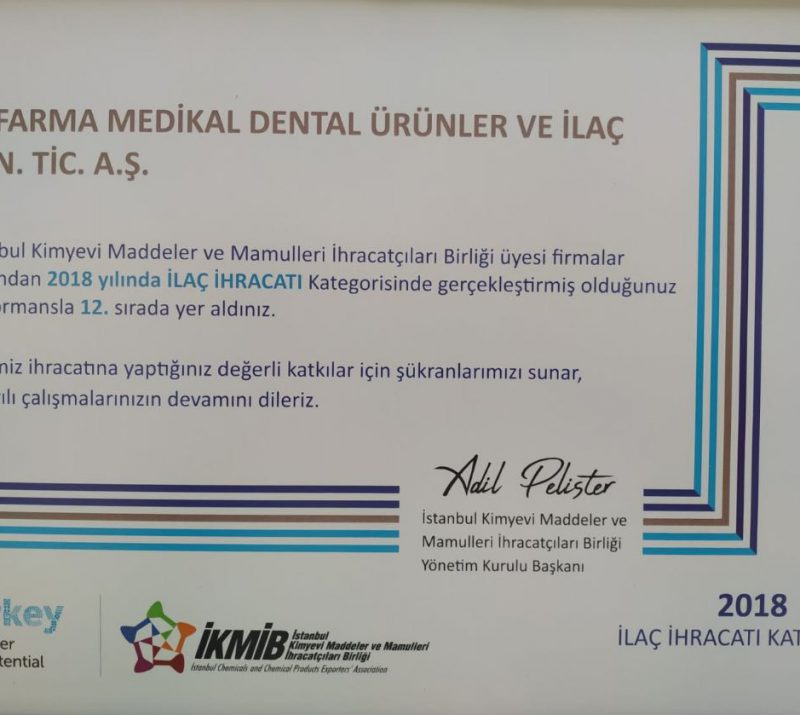 FARMA MEDİKAL DENTAL ÜRÜNLER VE İLAÇ
N. TİC. A.Ş.
bul Kimyevi Maddeler ve Mamulleri İhracatçıları Birliği üyesi firmalar
ndan 2018 yılında İLAÇ İHRACATI Kategorisinde gerçekleştirmiş olduğunuz
ormansla 12. sırada yer aldınız.
miz ihracatına yaptığınız değerli katkılar için şükranlarımızı sunar,
ılı çalışmalarınızın devamını dileriz.
Adil Pelister
İstanbul Kimyevi Maddeler ve
Mamulleri İhracatçıları Birliği
Yönetim Kurulu Başkanı
rkey
er
tential
İKMİB
İstanbul
Kimyevi Maddeler ve Mamulleri
İhracatçıları Birliği
Istanbul Chemicals and Chemical Products Exporters' Association
2018
İLAÇ İHRACATI KAT